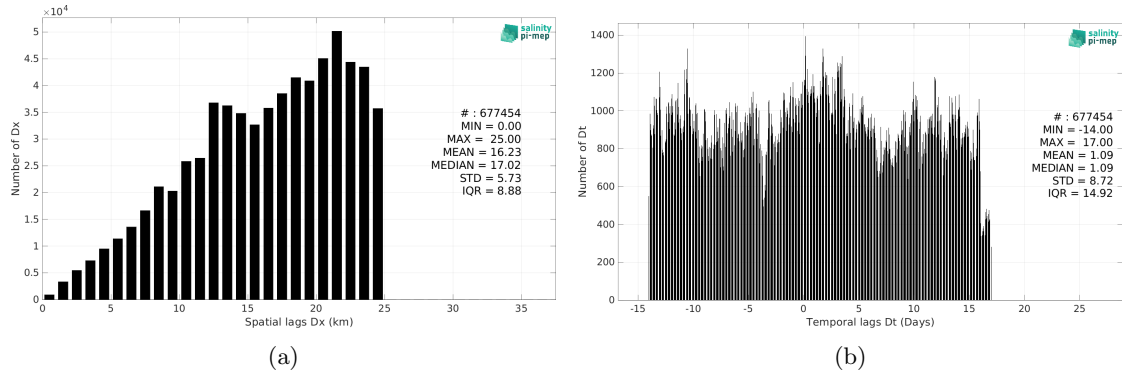 ×10⁴
5
4.5
4
3.5
3
2.5
2
1.5
1
0.5
0
Number of Dx
0 5 10 15 20 25 30 35
Spatial lags Dx (km)
salinity
pi-mep
# : 677454
MIN = 0.00
MAX = 25.00
MEAN = 16.23
MEDIAN = 17.02
STD = 5.73
IQR = 8.88
(a)
1400
1200
1000
800
600
400
200
0
Number of Dt
-15 -10 -5 0 5 10 15 20 25
Temporal lags Dt (Days)
salinity
pi-mep
# : 677454
MIN = -14.00
MAX = 17.00
MEAN = 1.09
MEDIAN = 1.09
STD = 8.72
IQR = 14.92
(b)